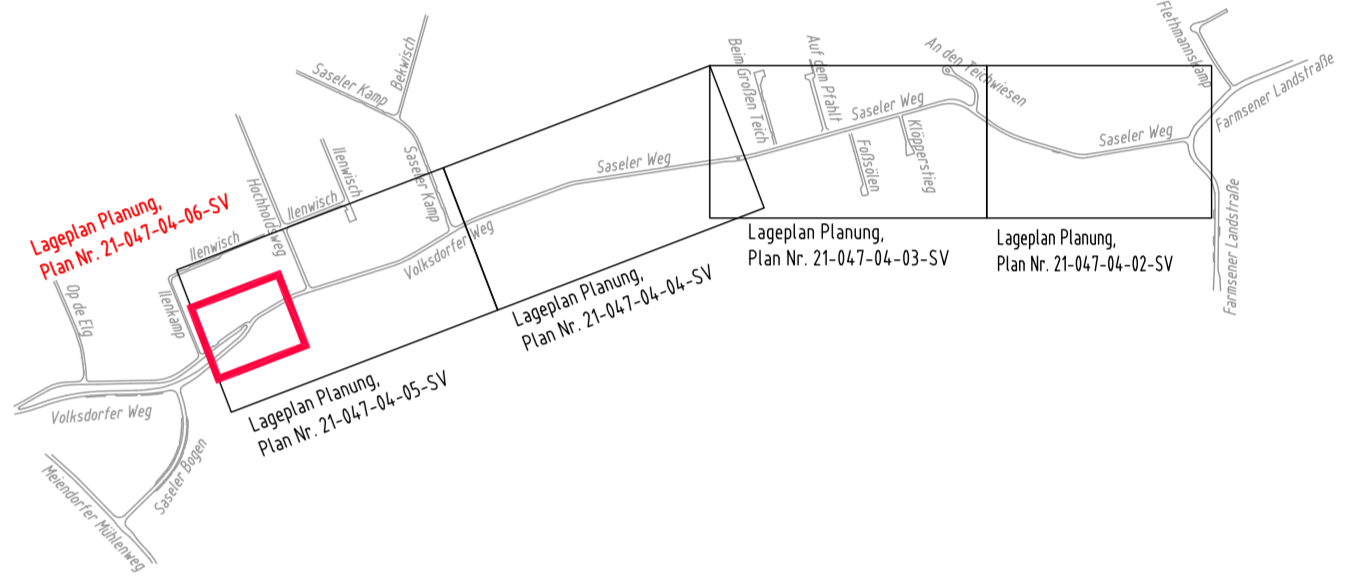 Flethmannskamp
Farmsener Landstraße
Farmsener Landstraße
An den Teichwiesen
Auf dem Pfahlt
Beim Großen Teich
Saseler Weg
Klöpperstieg
Foßsölen
Saseler Weg
Saseler Weg
Bekwisch
Saseler Kamp
Saseler Kamp
Ilenwisch
Ilenwisch
Hochholdsweg
Ilenwisch
Volksdorfer Weg
Ilenkamp
Op de Elg
Volksdorfer Weg
Saseler Bogen
Meiendorfer Mühlenweg
Lageplan Planung,
Plan Nr. 21-047-04-06-SV
Lageplan Planung,
Plan Nr. 21-047-04-05-SV
Lageplan Planung,
Plan Nr. 21-047-04-04-SV
Lageplan Planung,
Plan Nr. 21-047-04-03-SV
Lageplan Planung,
Plan Nr. 21-047-04-02-SV